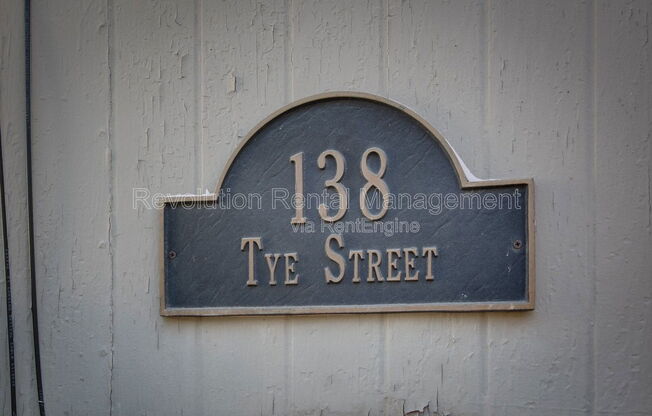 138
Revolution Rental Management
via RentEngine
Tye Street